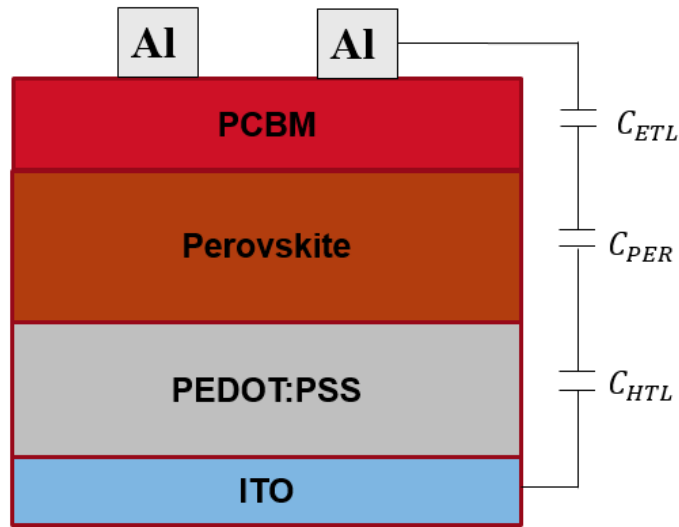 Al Al
PCBM
C_ETL
Perovskite
C_PER
PEDOT:PSS
C_HTL
ITO